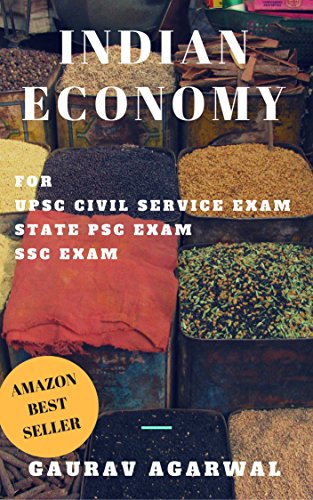 INDIAN
ECONOMY
FOR
UPSC CIVIL SERVICE EXAM
STATE PSC EXAM
SSC EXAM
AMAZON
BEST
SELLER
GAURAV AGARWAL